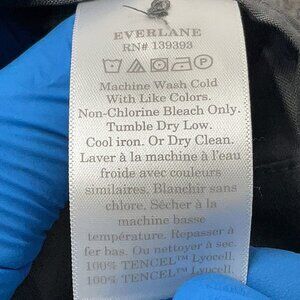 EVERLANE
RN# 139393
Machine Wash Cold
With Like Colors.
Non-Chlorine Bleach Only.
Tumble Dry Low.
Cool iron. Or Dry Clean.
Laver à la machine à l'eau
froide avec couleurs
similaires. Blanchir sans
chlore. Sécher à la
machine basse
température. Repasser à
fer bas. Ou nettoyer à sec.
100% TENCEL™ Lyocell
100% TENCEL™ Lyocell